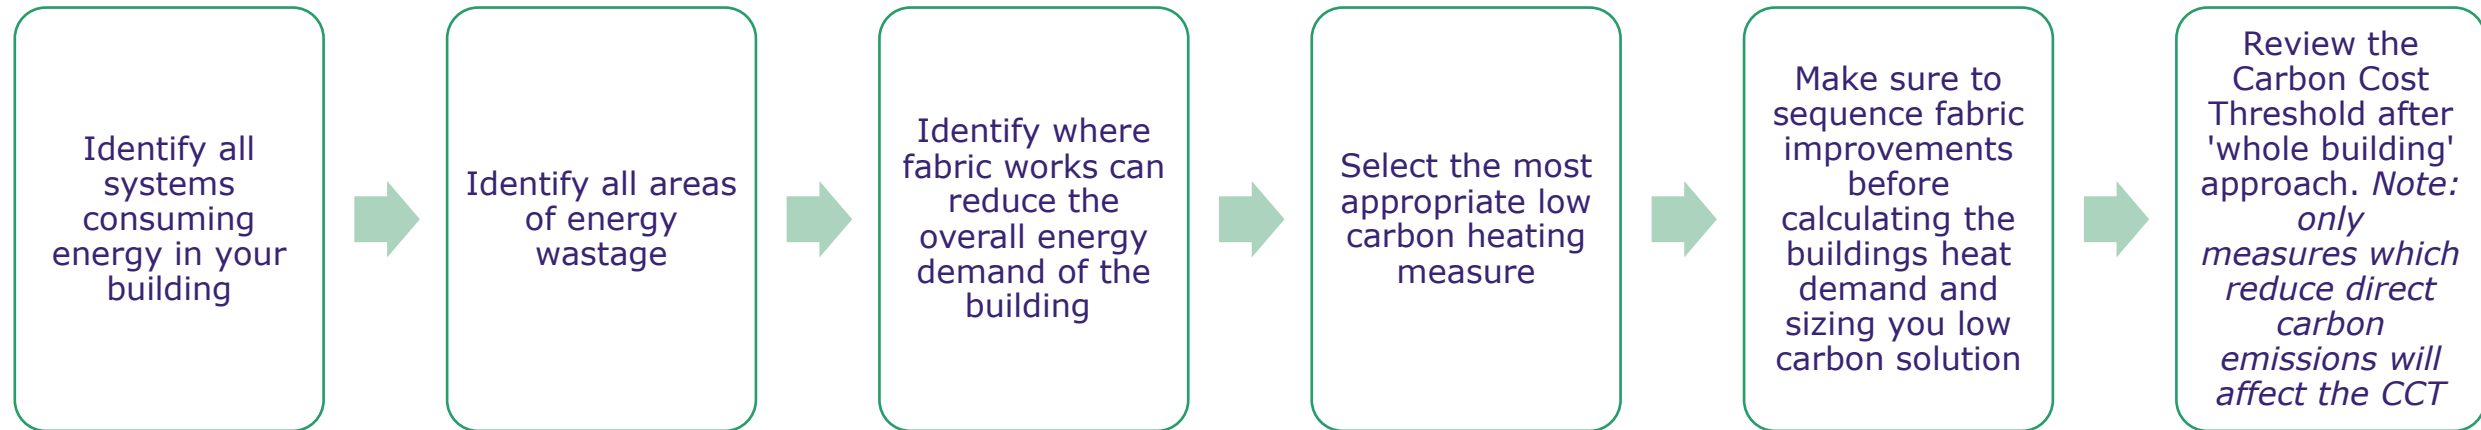 Identify all
systems
consuming
energy in your
building
Identify all areas
of energy
wastage
Identify where
fabric works can
reduce the
overall energy
demand of the
building
Select the most
appropriate low
carbon heating
measure
Make sure to
sequence fabric
improvements
before
calculating the
buildings heat
demand and
sizing you low
carbon solution
Review the
Carbon Cost
Threshold after
'whole building'
approach. Note:
only
measures which
reduce direct
carbon
emissions will
affect the CCT